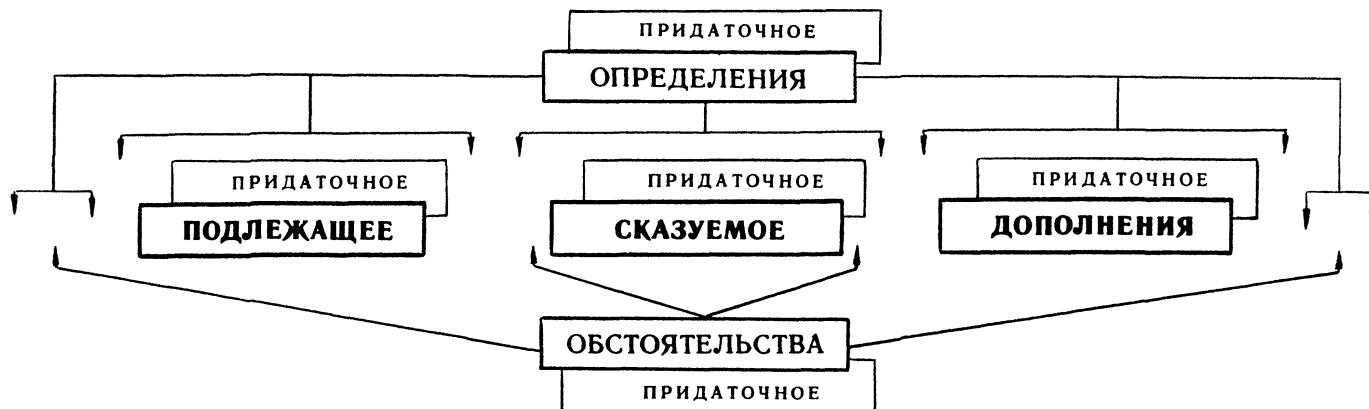 ПРИДАТОЧНОЕ
ОПРЕДЕЛЕНИЯ
ПРИДАТОЧНОЕ ПРИДАТОЧНОЕ ПРИДАТОЧНОЕ
ПОДЛЕЖАЩЕЕ СКАЗУЕМОЕ ДОПОЛНЕНИЯ
ОБСТОЯТЕЛЬСТВА
ПРИДАТОЧНОЕ